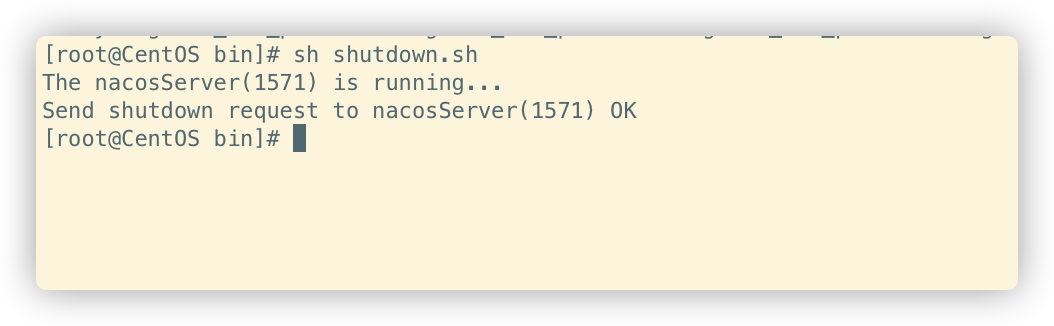 [root@CentOS bin]# sh shutdown.sh
The nacosServer(1571) is running...
Send shutdown request to nacosServer(1571) OK
[root@CentOS bin]#